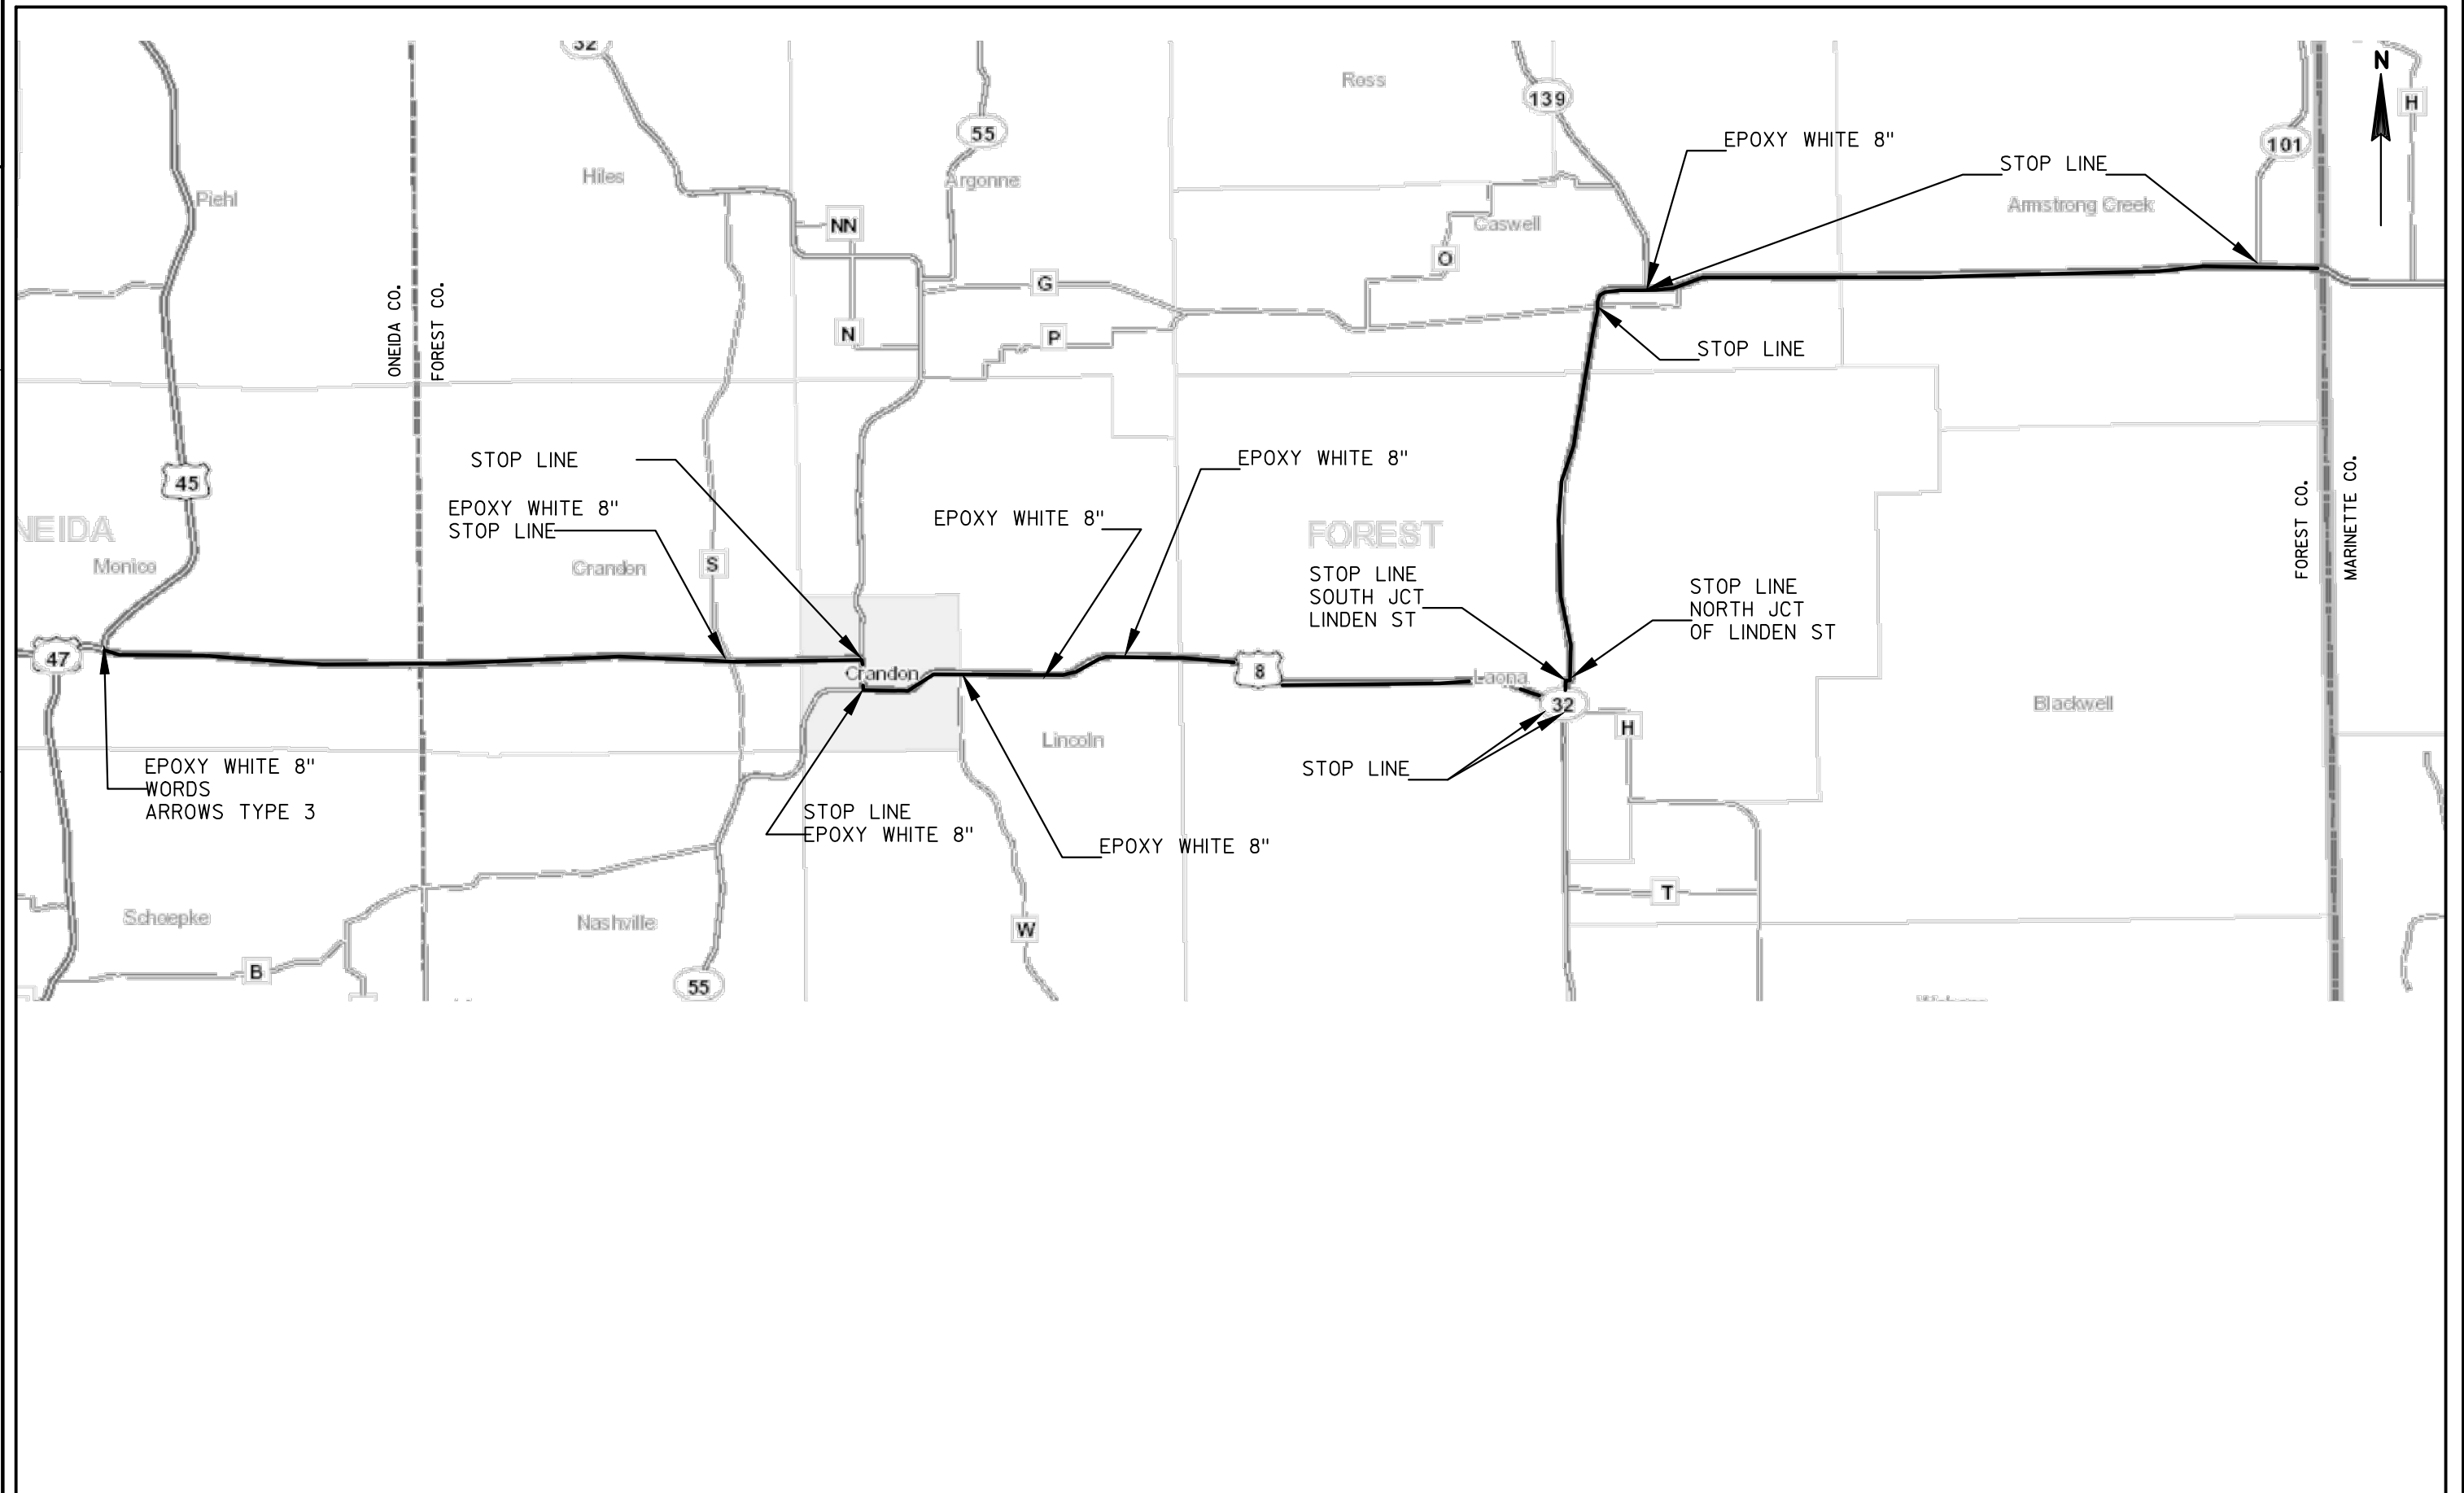 32
Ross
139
N
H
55
101
EPOXY WHITE 8"
STOP LINE
Hiles
Argonne
Piehl
Armstrong Creek
NN
Caswell
O
G
ONEIDA CO.
FOREST CO.
N
P
STOP LINE
STOP LINE
EPOXY WHITE 8"
45
EPOXY WHITE 8"
STOP LINE
EPOXY WHITE 8"
FOREST CO.
MARINETTE CO.
NEIDA
FOREST
Monico
Crandon
S
STOP LINE
SOUTH JCT
LINDEN ST
STOP LINE
NORTH JCT
OF LINDEN ST
47
Crandon
8
Laona
32
Blackwell
H
Lincoln
EPOXY WHITE 8"
WORDS
ARROWS TYPE 3
STOP LINE
STOP LINE
EPOXY WHITE 8"
EPOXY WHITE 8"
T
Schoepke
Nashville
W
B
55